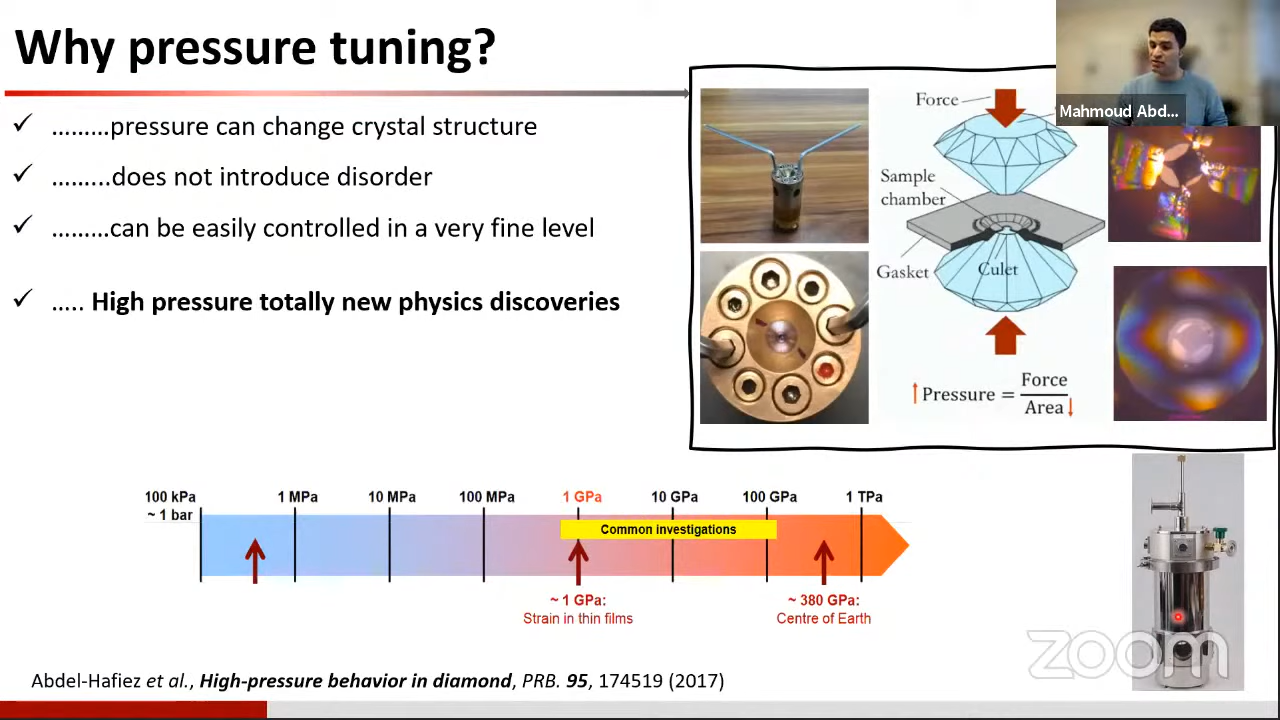 Why pressure tuning?
✓ .........pressure can change crystal structure
✓ .........does not introduce disorder
✓ .........can be easily controlled in a very fine level
✓ ..... High pressure totally new physics discoveries
Force
Sample
chamber
Gasket
Culet
↑ Pressure = Force
Area ↓
Mahmoud Abd...
100 kPa
~ 1 bar
1 MPa
10 MPa
100 MPa
1 GPa
10 GPa
100 GPa
1 TPa
Common investigations
~ 1 GPa:
Strain in thin films
~ 380 GPa:
Centre of Earth
zoom
Abdel-Hafiez et al., High-pressure behavior in diamond, PRB. 95, 174519 (2017)